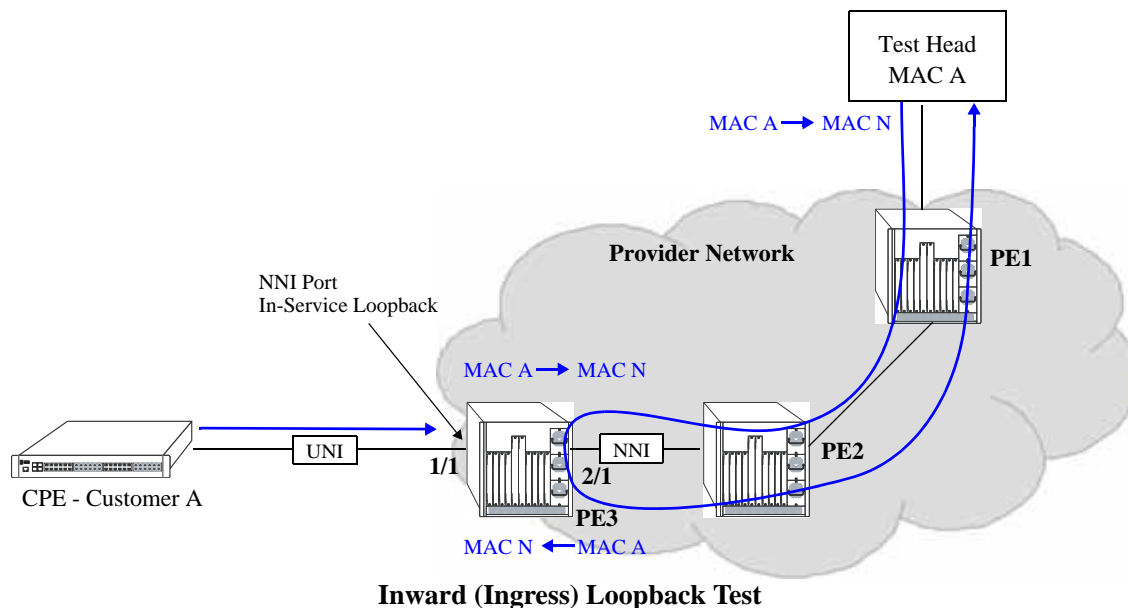 Test Head
MAC A
MAC A → MAC N
Provider Network
PE1
NNI Port
In-Service Loopback
MAC A → MAC N
UNI
1/1
NNI
2/1
PE2
CPE - Customer A
PE3
MAC N ← MAC A
Inward (Ingress) Loopback Test